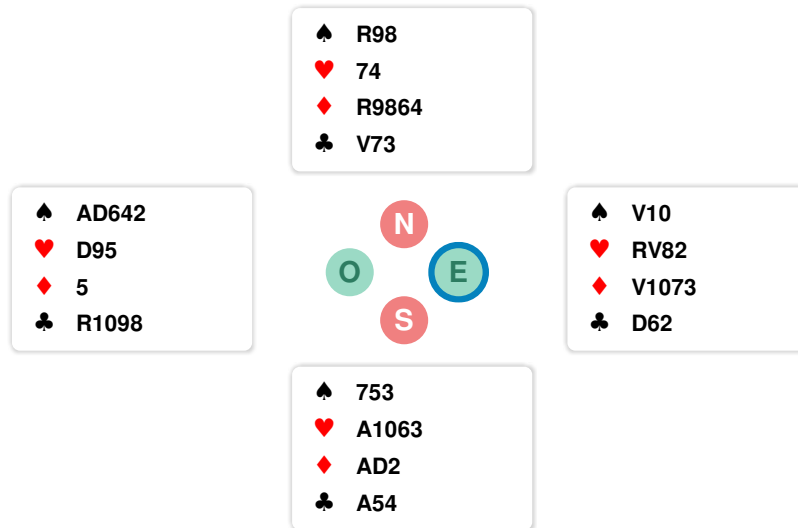 ♠ R98
♥ 74
♦ R9864
♣ V73
♠ AD642
♥ D95
♦ 5
♣ R1098
N
O
E
S
♠ V10
♥ RV82
♦ V1073
♣ D62
♠ 753
♥ A1063
♦ AD2
♣ A54